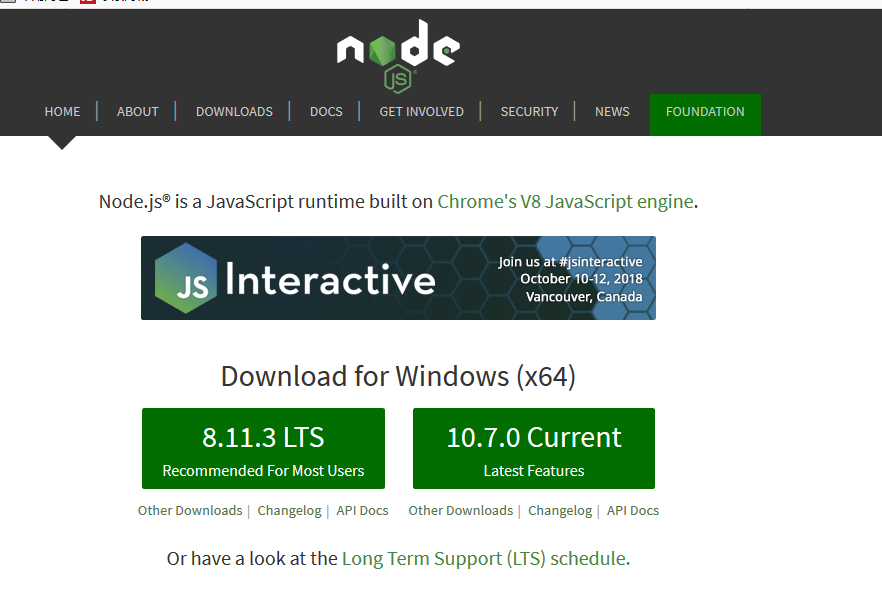 node
JS
HOME | ABOUT | DOWNLOADS | DOCS | GET INVOLVED | SECURITY | NEWS FOUNDATION
Node.js® is a JavaScript runtime built on Chrome's V8 JavaScript engine.
JS Interactive
Join us at #jsinteractive
October 10-12, 2018
Vancouver, Canada
Download for Windows (x64)
8.11.3 LTS
Recommended For Most Users
10.7.0 Current
Latest Features
Other Downloads | Changelog | API Docs
Other Downloads | Changelog | API Docs
Or have a look at the Long Term Support (LTS) schedule.